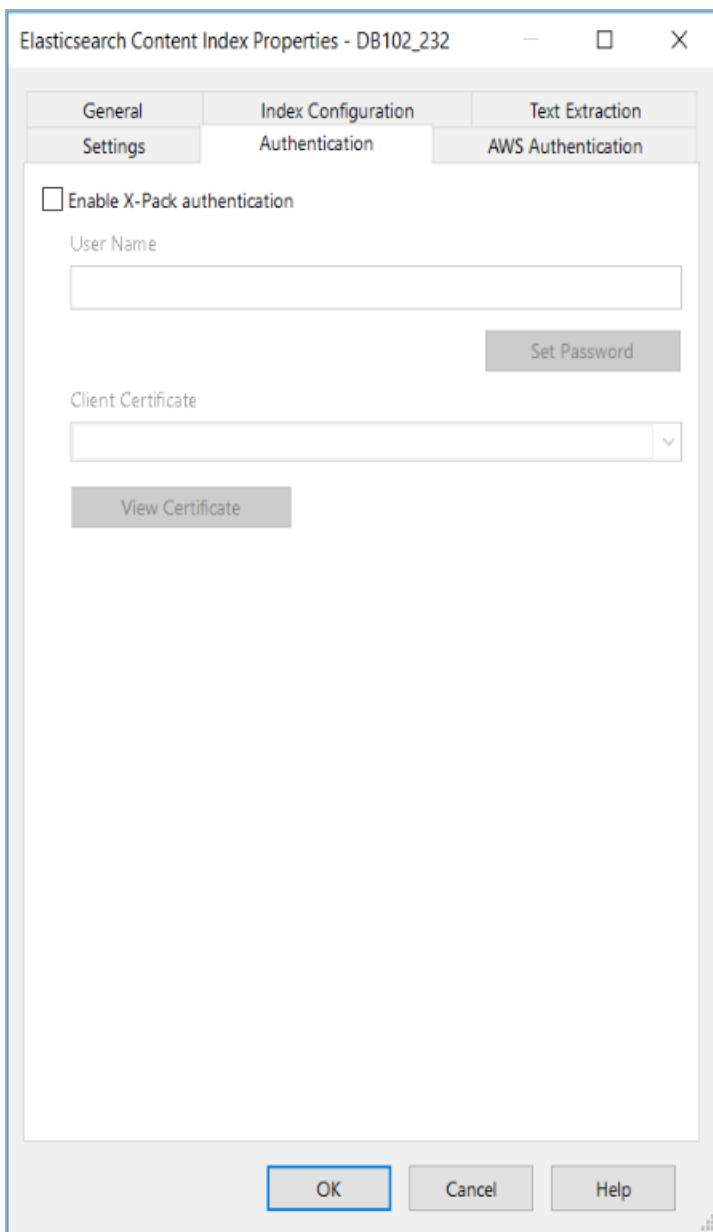 Elasticsearch Content Index Properties - DB102_232
General Index Configuration Text Extraction
Settings Authentication AWS Authentication
Enable X-Pack authentication
User Name
Set Password
Client Certificate
View Certificate
OK Cancel Help